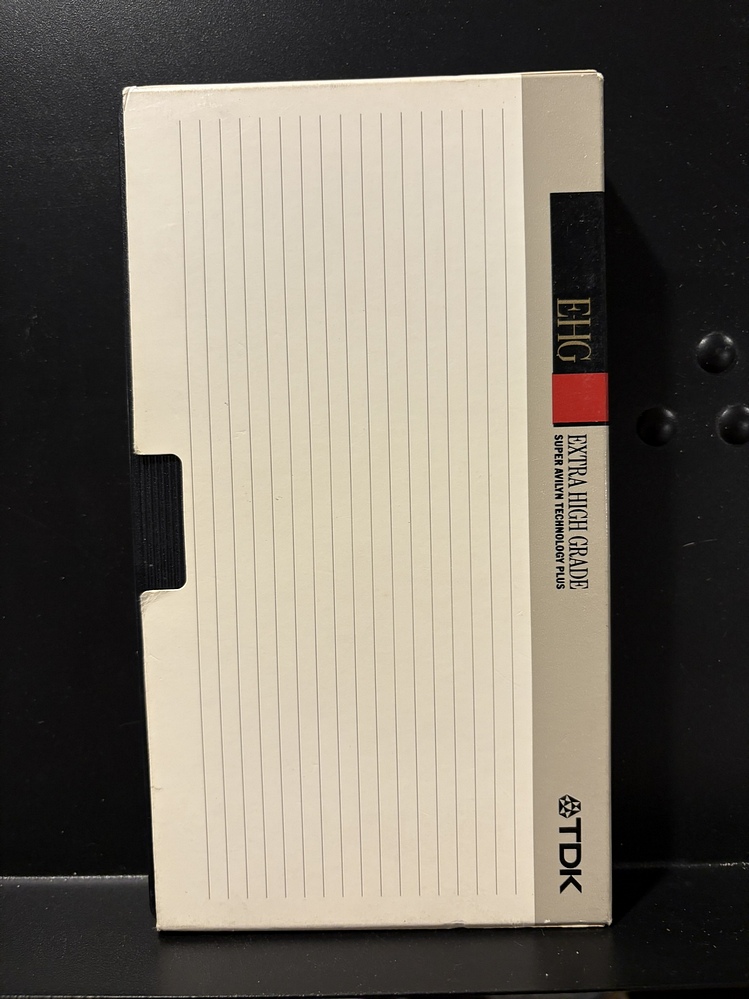 EHG
EXTRA HIGH GRADE
SUPER AVILYN TECHNOLOGY PLUS
TDK